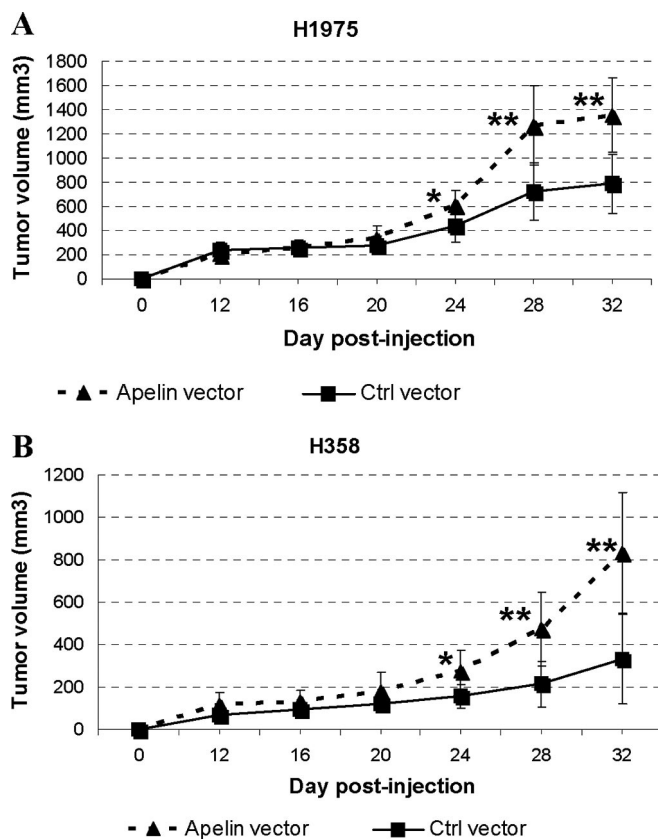 A
H1975
Tumor volume (mm3)
1800
1600
1400
1200
1000
800
600
400
200
0
*
**
**
0 12 16 20 24 28 32
Day post-injection
Apelin vector Ctrl vector
B
H358
Tumor volume (mm3)
1200
1000
800
600
400
200
0
*
**
**
0 12 16 20 24 28 32
Day post-injection
Apelin vector Ctrl vector